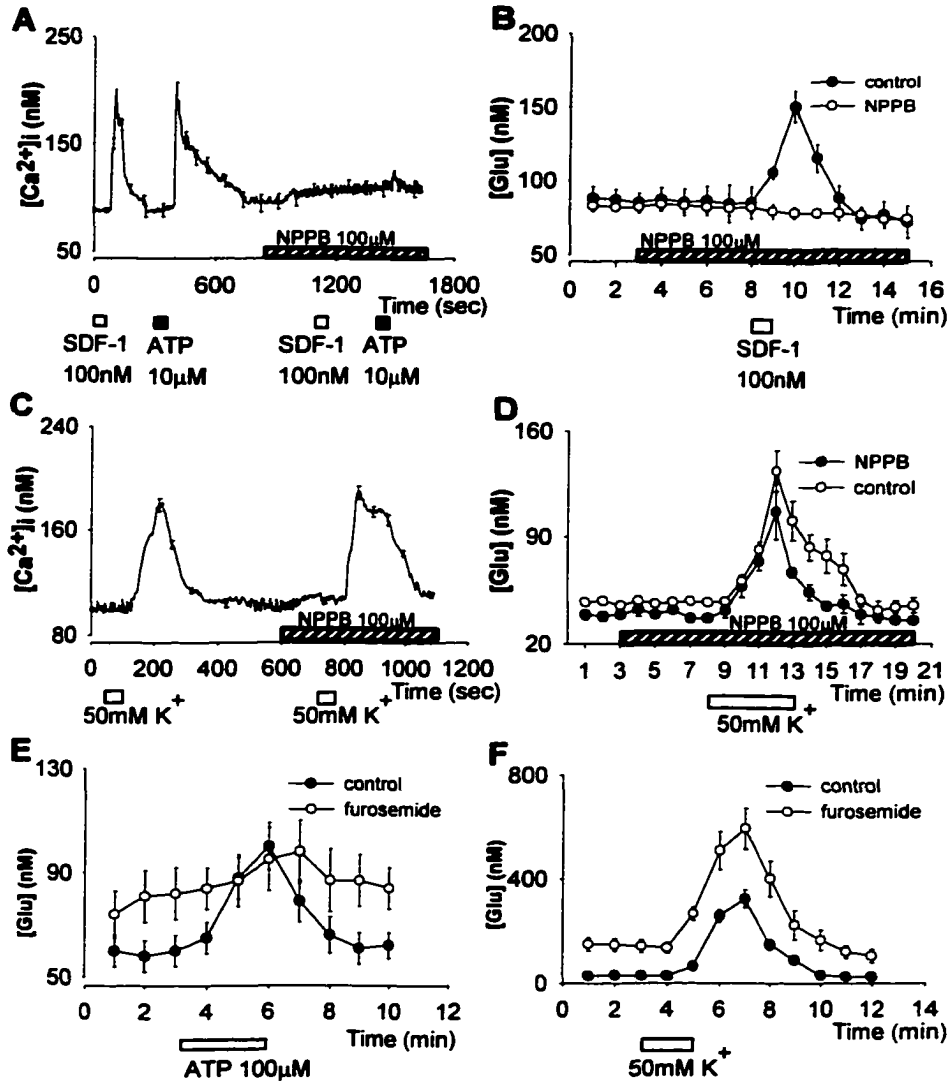 A
[Ca2+]i (nM)
250
150
50
NPPB 100μM
0 600 1200 1800
Time (sec)
SDF-1 ATP SDF-1 ATP
100nM 10μM 100nM 10μM
B
[Glu] (nM)
200
150
100
50
control
NPPB
NPPB 100μM
0 2 4 6 8 10 12 14 16
Time (min)
SDF-1
100nM
C
[Ca2+]i (nM)
240
160
80
NPPB 100μM
0 200 400 600 800 1000 1200
Time (sec)
50mM K+ 50mM K+
D
[Glu] (nM)
160
90
20
NPPB
control
NPPB 100μM
1 3 5 7 9 11 13 15 17 19 21
Time (min)
50mM K+
E
[Glu] (nM)
130
90
50
control
furosemide
0 2 4 6 8 10 12
Time (min)
ATP 100μM
F
[Glu] (nM)
800
400
0
control
furosemide
0 2 4 6 8 10 12 14
Time (min)
50mM K+